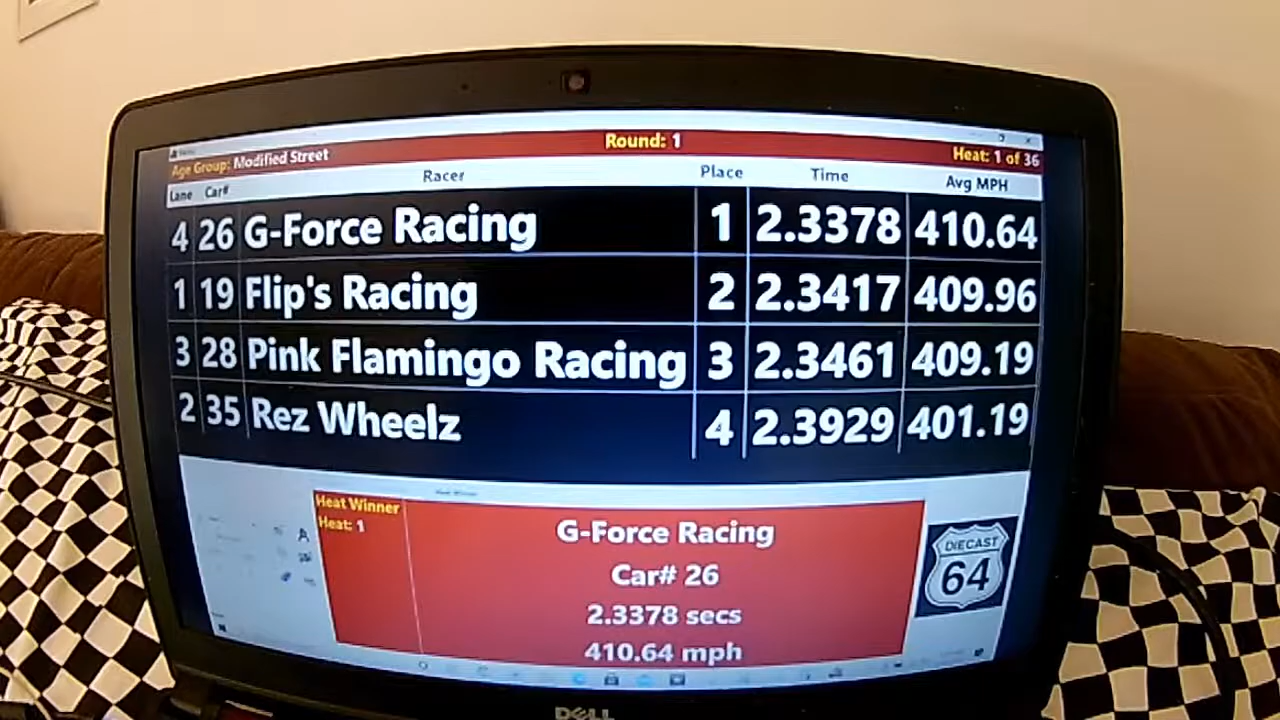 Round: 1
Age Group: Modified Street
Heat: 1 of 36
Lane Car# Racer Place Time Avg MPH
4 26 G-Force Racing 1 2.3378 410.64
1 19 Flip's Racing 2 2.3417 409.96
3 28 Pink Flamingo Racing 3 2.3461 409.19
2 35 Rez Wheelz 4 2.3929 401.19
Heat Winner
Heat: 1
G-Force Racing
Car# 26
2.3378 secs
410.64 mph
DIECAST
64
DELL